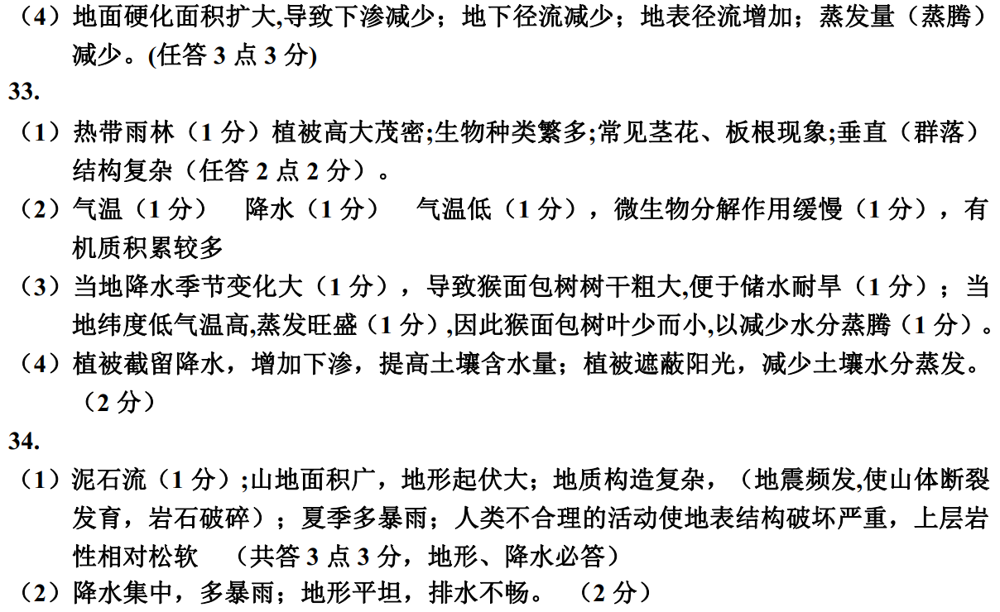 （4）地面硬化面积扩大,导致下渗减少；地下径流减少；地表径流增加；蒸发量（蒸腾）
减少。(任答 3 点 3 分)
33.
（1）热带雨林（1 分）植被高大茂密;生物种类繁多;常见茎花、板根现象;垂直（群落）
结构复杂（任答 2 点 2 分）。
（2）气温（1 分） 降水（1 分） 气温低（1 分），微生物分解作用缓慢（1 分），有
机质积累较多
（3）当地降水季节变化大（1 分），导致猴面包树树干粗大,便于储水耐旱（1 分）；当
地纬度低气温高,蒸发旺盛（1 分）,因此猴面包树叶少而小,以减少水分蒸腾（1 分）。
（4）植被截留降水，增加下渗，提高土壤含水量；植被遮蔽阳光，减少土壤水分蒸发。
（2 分）
34.
（1）泥石流（1 分）;山地面积广，地形起伏大；地质构造复杂，（地震频发,使山体断裂
发育，岩石破碎）；夏季多暴雨；人类不合理的活动使地表结构破坏严重，上层岩
性相对松软 （共答 3 点 3 分，地形、降水必答）
（2）降水集中，多暴雨；地形平坦，排水不畅。 （2 分）